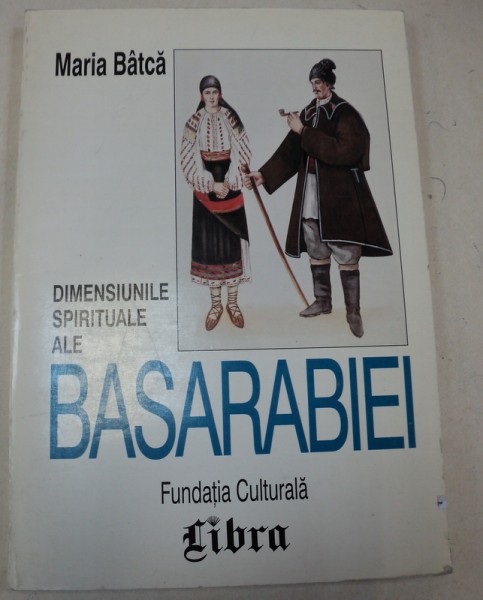 Maria Bâtcă
DIMENSIUNILE
SPIRITUALE
ALE
BASARABIEI
Fundația Culturală
Libra